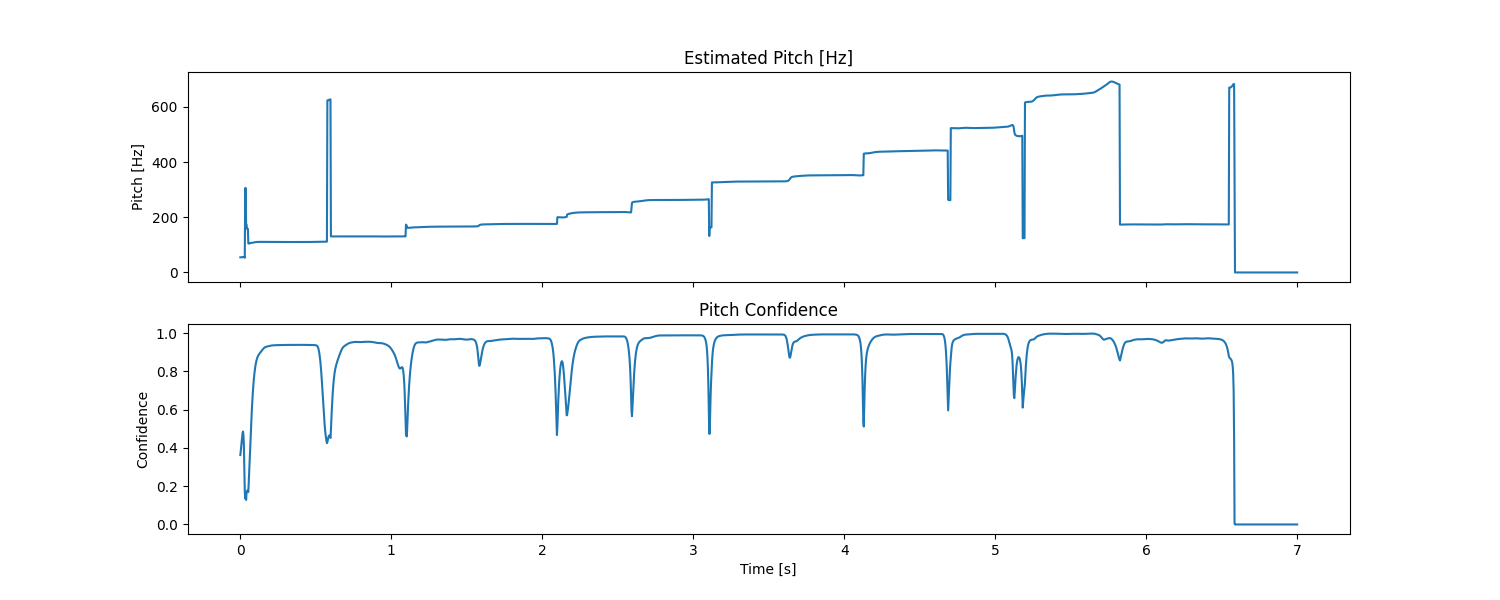 Estimated Pitch [Hz]
Pitch [Hz]
600
400
200
0
Pitch Confidence
Confidence
1.0
0.8
0.6
0.4
0.2
0.0
0 1 2 3 4 5 6 7
Time [s]